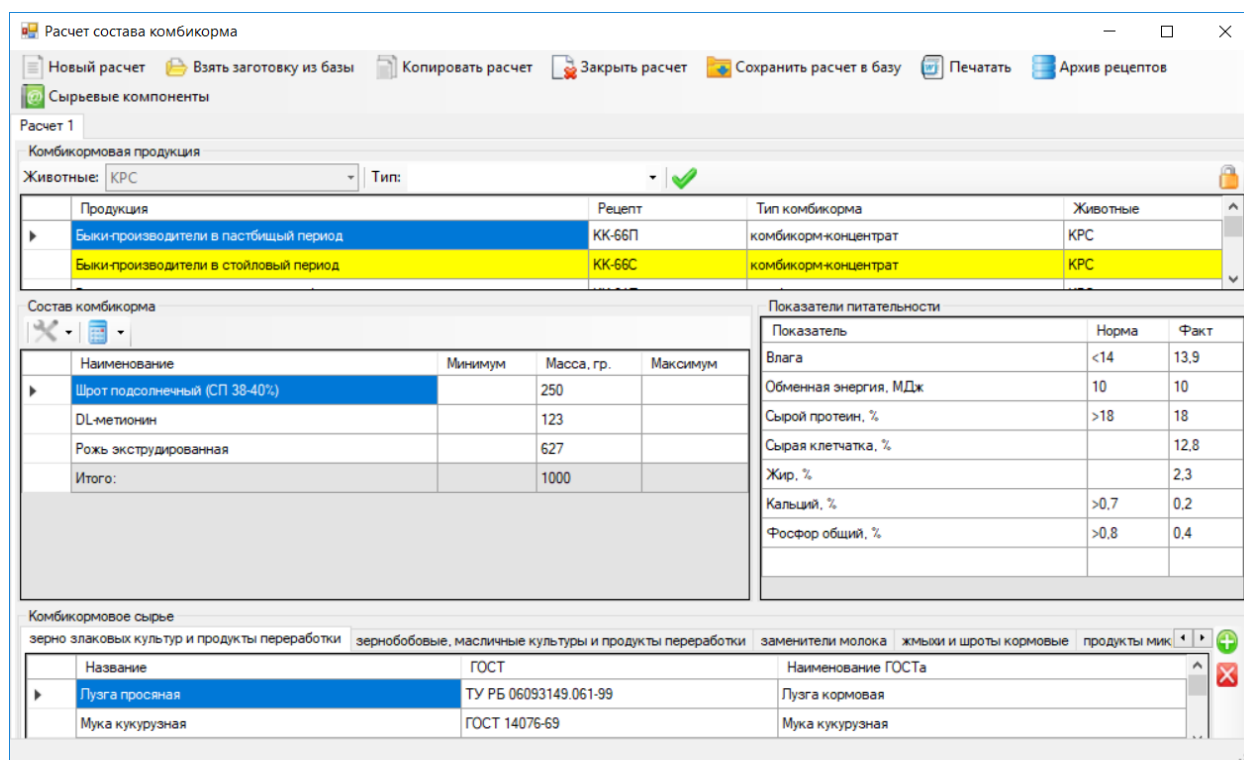 Расчет состава комбикорма
Новый расчет Взять заготовку из базы Копировать расчет Закрыть расчет Сохранить расчет в базу Печатать Архив рецептов
Сырьевые компоненты
Расчет 1
Комбикормовая продукция
Животные: КРС Тип:
Продукция Рецепт Тип комбикорма Животные
Быки-производители в пастбищый период КК-66П комбикорм-концентрат КРС
Быки-производители в стойловый период КК-66С комбикорм-концентрат КРС
Состав комбикорма
Наименование Минимум Масса, гр. Максимум
Шрот подсолнечный (СП 38-40%) 250
DL-метионин 123
Рожь экструдированная 627
Итого: 1000
Показатели питательности
Показатель Норма Факт
Влага <14 13,9
Обменная энергия, МДж 10 10
Сырой протеин, % >18 18
Сырая клетчатка, % 12,8
Жир, % 2,3
Кальций, % >0,7 0,2
Фосфор общий, % >0,8 0,4
Комбикормовое сырье
зерно злаковых культур и продукты переработки зернобобовые, масличные культуры и продукты переработки заменители молока жмыхи и шроты кормовые продукты мик
Название ГОСТ Наименование ГОСТа
Лузга просяная ТУ РБ 06093149.061-99 Лузга кормовая
Мука кукурузная ГОСТ 14076-69 Мука кукурузная